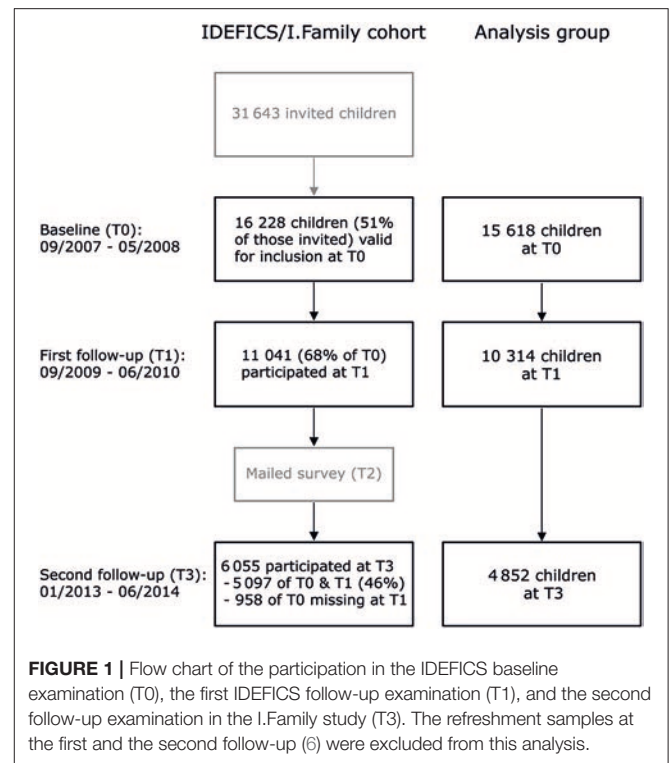 IDEFICS/I.Family cohort
Analysis group
31 643 invited children
Baseline (T0):
09/2007 - 05/2008
16 228 children (51%
of those invited) valid
for inclusion at T0
15 618 children
at T0
First follow-up (T1):
09/2009 - 06/2010
11 041 (68% of T0)
participated at T1
10 314 children
at T1
Mailed survey (T2)
Second follow-up (T3):
01/2013 - 06/2014
6 055 participated at T3
- 5 097 of T0 & T1 (46%)
- 958 of T0 missing at T1
4 852 children
at T3
FIGURE 1 | Flow chart of the participation in the IDEFICS baseline
examination (T0), the first IDEFICS follow-up examination (T1), and the second
follow-up examination in the I.Family study (T3). The refreshment samples at
the first and the second follow-up (6) were excluded from this analysis.